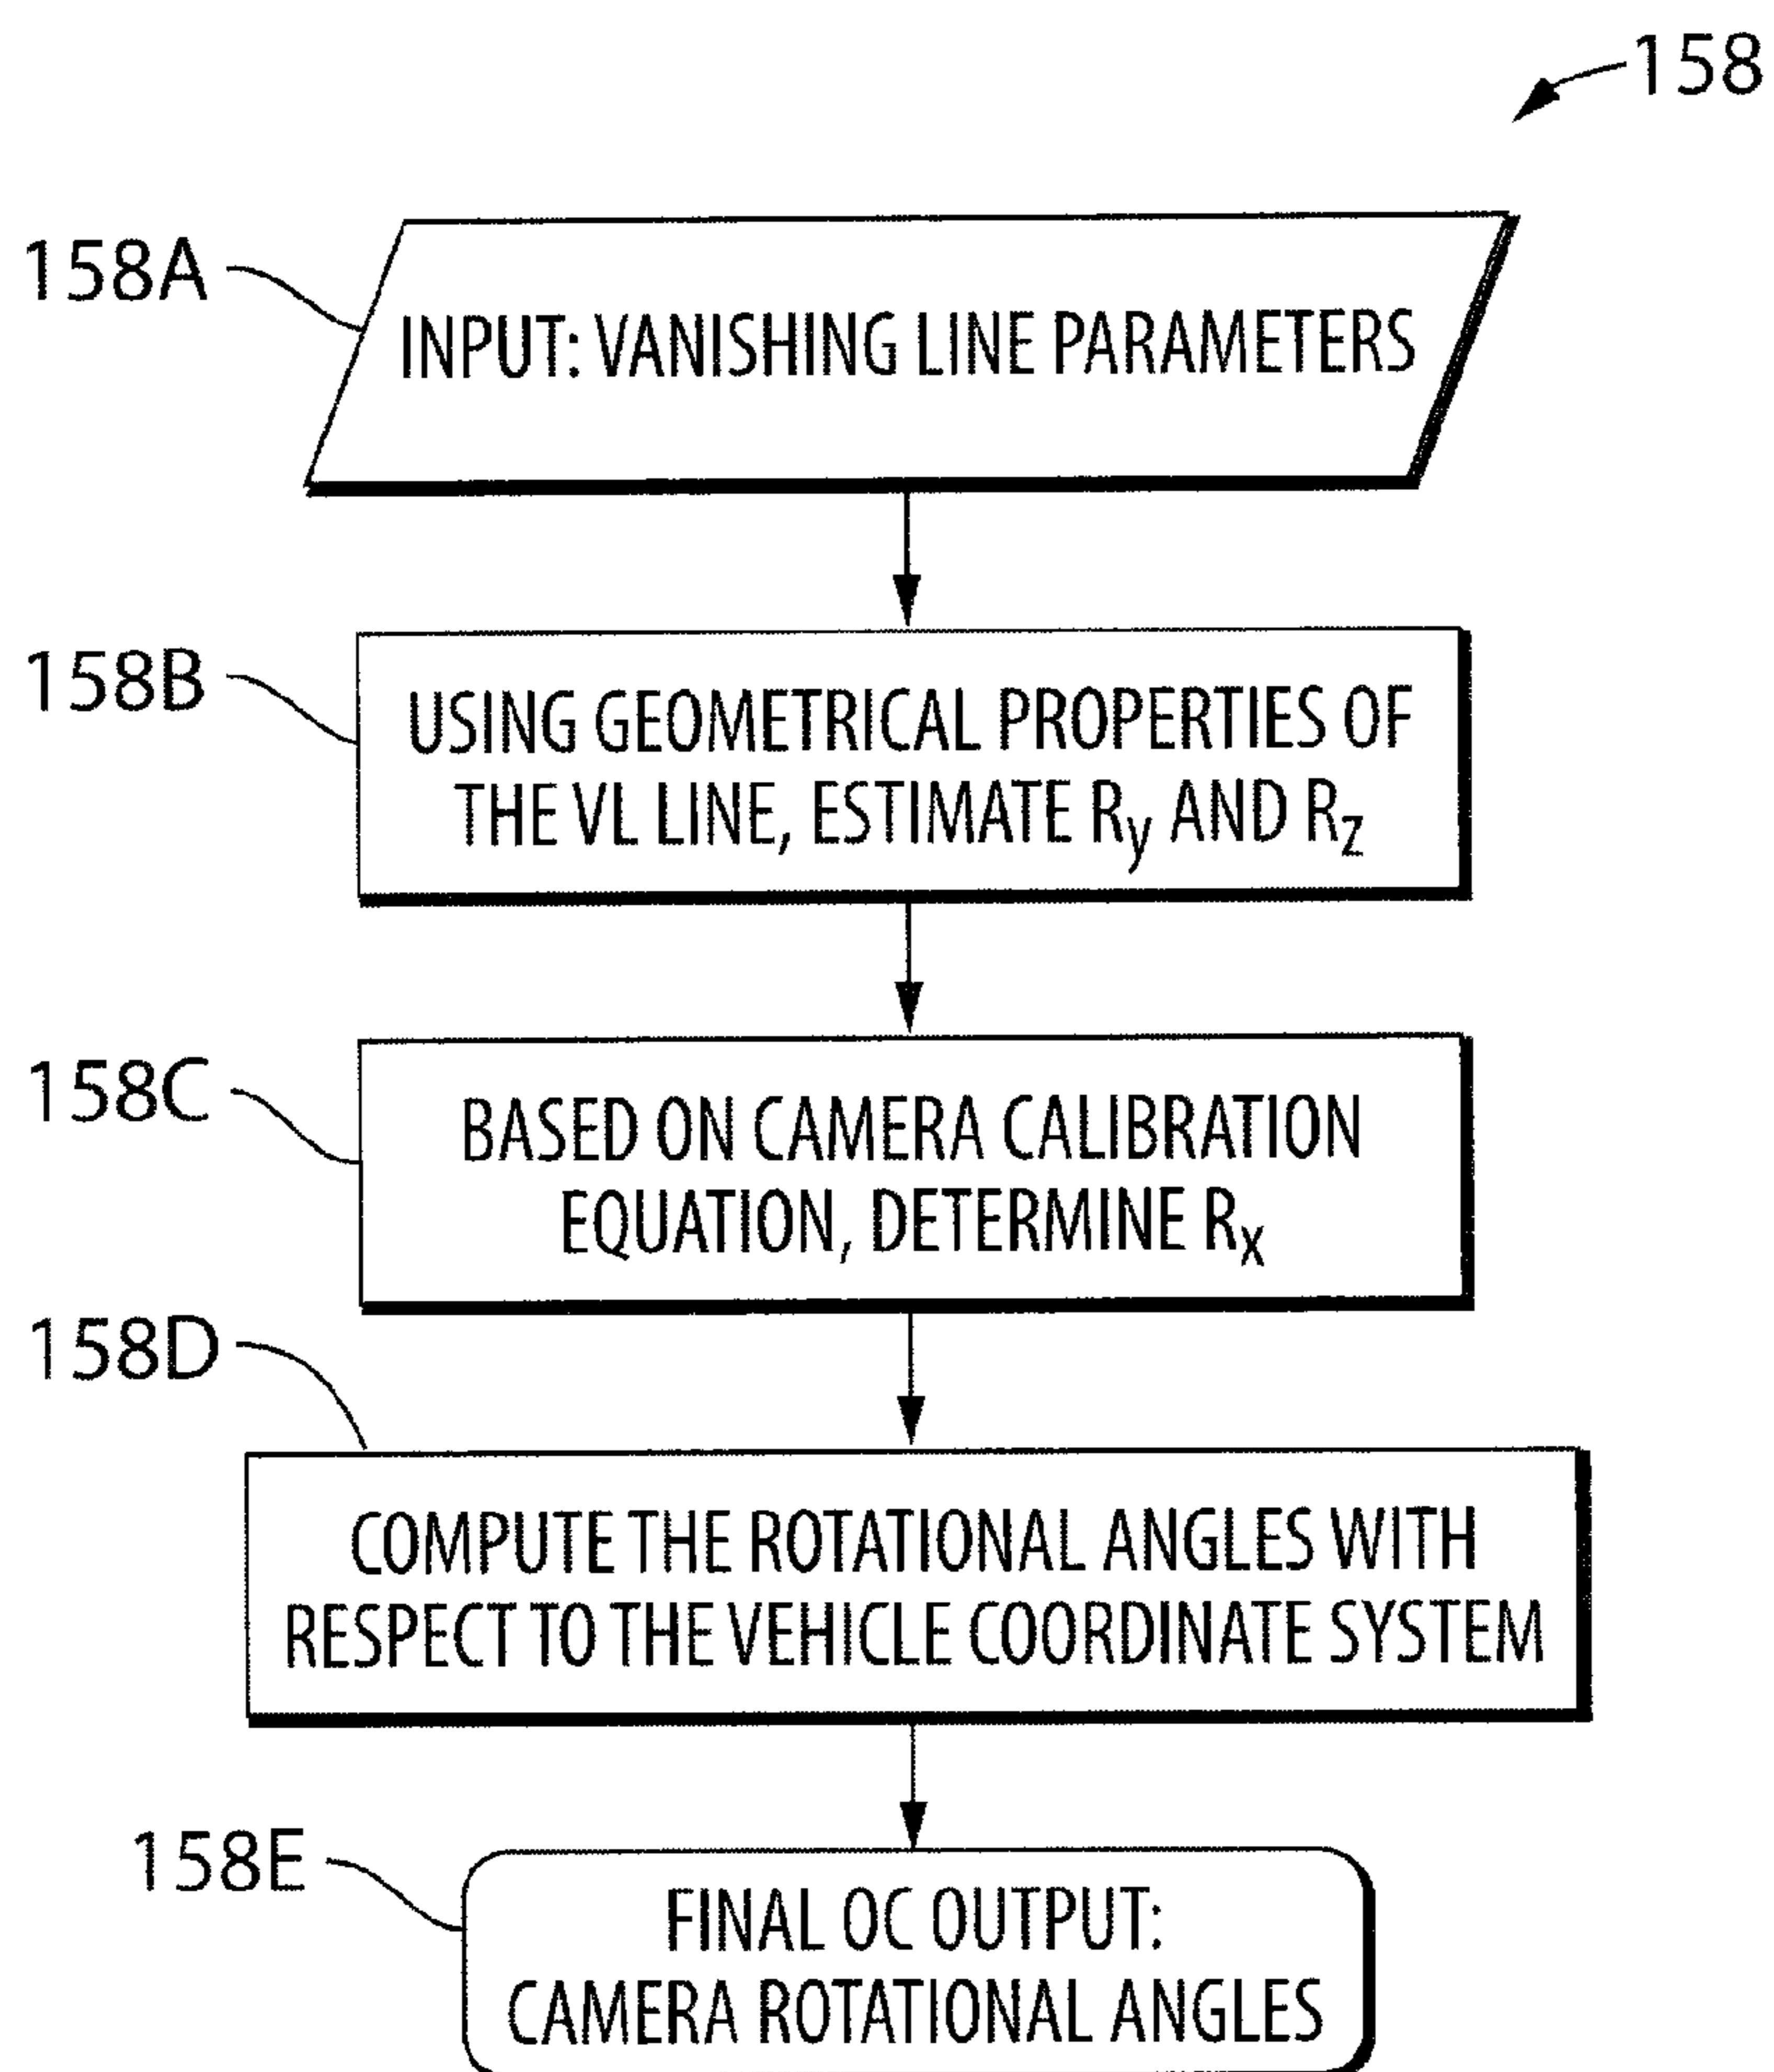 158
158A
INPUT: VANISHING LINE PARAMETERS
158B
USING GEOMETRICAL PROPERTIES OF
THE VL LINE, ESTIMATE Ry AND Rz
158C
BASED ON CAMERA CALIBRATION
EQUATION, DETERMINE Rx
158D
COMPUTE THE ROTATIONAL ANGLES WITH
RESPECT TO THE VEHICLE COORDINATE SYSTEM
158E
FINAL OC OUTPUT:
CAMERA ROTATIONAL ANGLES